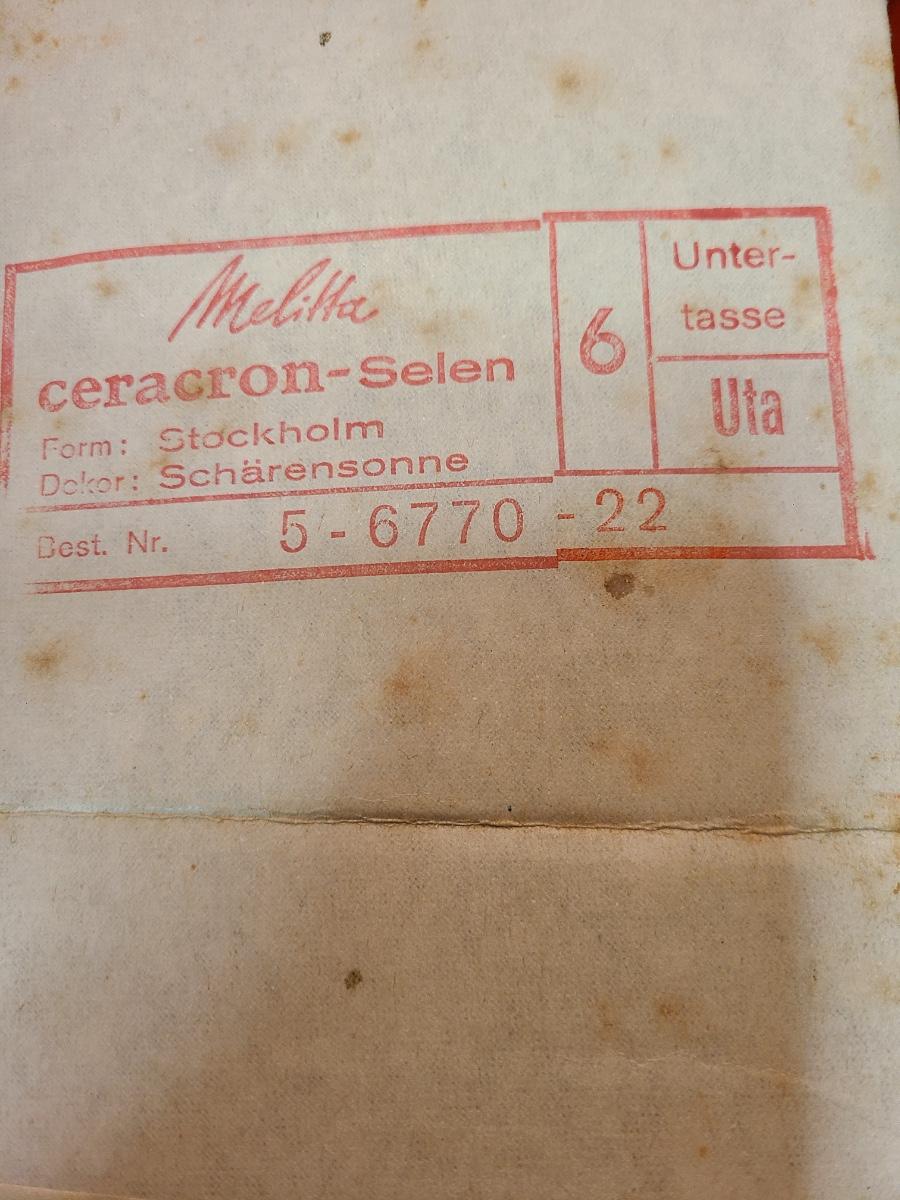 Melitta
ceracron-Selen
Form: Stockholm
Dekor: Schärensonne
6
Unter-
tasse
Uta
Best. Nr. 5-6770-22